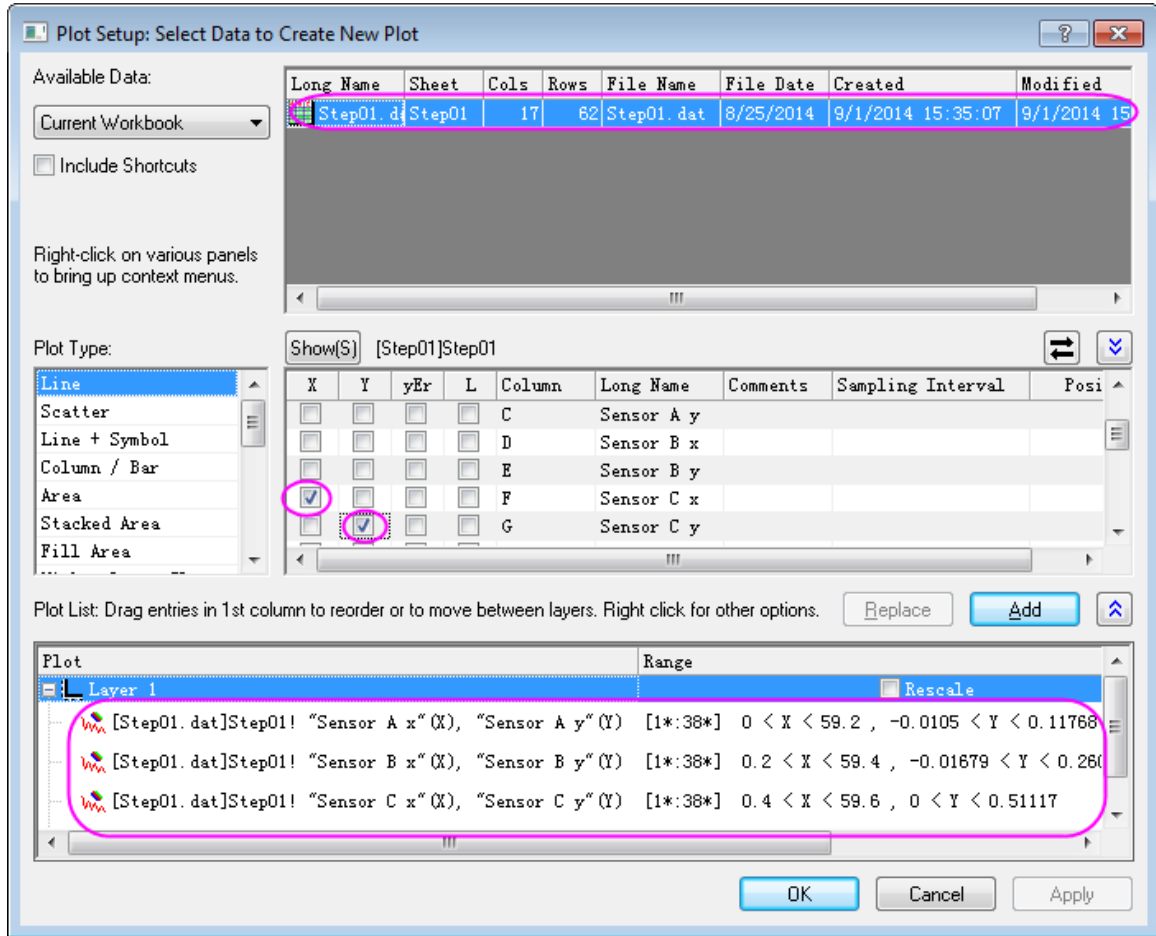 Plot Setup: Select Data to Create New Plot
Available Data:
Current Workbook
Include Shortcuts
Right-click on various panels
to bring up context menus.
Long Name Sheet Cols Rows File Name File Date Created Modified
Step01.da Step01 17 62 Step01.dat 8/25/2014 9/1/2014 15:35:07 9/1/2014 15
Plot Type:
Line
Scatter
Line + Symbol
Column / Bar
Area
Stacked Area
Fill Area
Show(S) [Step01]Step01
X Y yEr L Column Long Name Comments Sampling Interval Posi
C Sensor A y
D Sensor B x
E Sensor B y
F Sensor C x
G Sensor C y
Plot List: Drag entries in 1st column to reorder or to move between layers. Right click for other options.
Replace
Add
Plot Range
Layer 1 Rescale
[Step01.dat]Step01! "Sensor A x"(X), "Sensor A y"(Y) [1*:38*] 0 < X < 59.2 , -0.0105 < Y < 0.11768
[Step01.dat]Step01! "Sensor B x"(X), "Sensor B y"(Y) [1*:38*] 0.2 < X < 59.4 , -0.01679 < Y < 0.260
[Step01.dat]Step01! "Sensor C x"(X), "Sensor C y"(Y) [1*:38*] 0.4 < X < 59.6 , 0 < Y < 0.51117
OK
Cancel
Apply